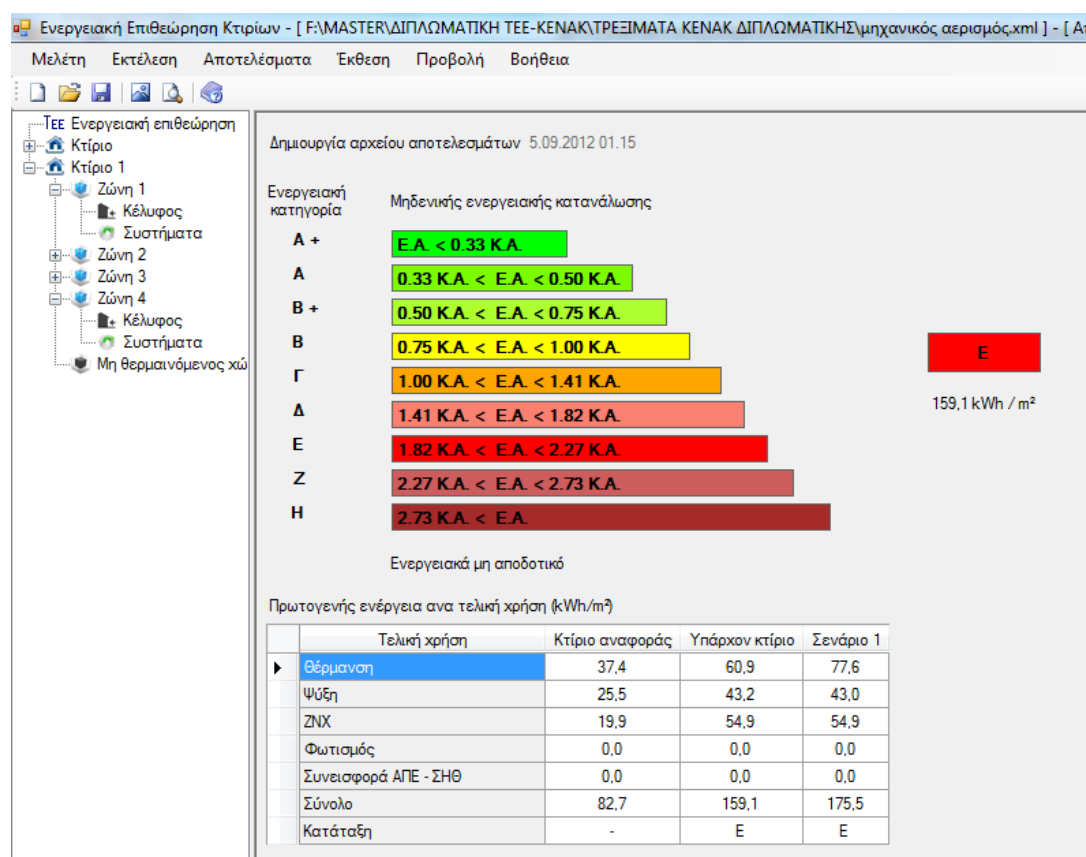 Ενεργειακή Επιθεώρηση Κτιρίων - [ F:\MASTER\ΔΙΠΛΩΜΑΤΙΚΗ ΤΕΕ-ΚΕΝΑΚ\ΤΡΕΞΙΜΑΤΑ ΚΕΝΑΚ ΔΙΠΛΩΜΑΤΙΚΗΣ\μηχανικός αερισμός.xml ] - [ Απ
Μελέτη Εκτέλεση Αποτελέσματα Έκθεση Προβολή Βοήθεια
ΤΕΕ Ενεργειακή επιθεώρηση
Κτίριο
Κτίριο 1
Ζώνη 1
Κέλυφος
Συστήματα
Ζώνη 2
Ζώνη 3
Ζώνη 4
Κέλυφος
Συστήματα
Μη θερμαινόμενος χώ
Δημιουργία αρχείου αποτελεσμάτων 5.09.2012 01.15
Ενεργειακή κατηγορία
Μηδενικής ενεργειακής κατανάλωσης
Α + Ε.Α. < 0.33 Κ.Α.
Α 0.33 Κ.Α. < Ε.Α. < 0.50 Κ.Α.
Β + 0.50 Κ.Α. < Ε.Α. < 0.75 Κ.Α.
Β 0.75 Κ.Α. < Ε.Α. < 1.00 Κ.Α.
Γ 1.00 Κ.Α. < Ε.Α. < 1.41 Κ.Α.
Δ 1.41 Κ.Α. < Ε.Α. < 1.82 Κ.Α.
Ε 1.82 Κ.Α. < Ε.Α. < 2.27 Κ.Α.
Ζ 2.27 Κ.Α. < Ε.Α. < 2.73 Κ.Α.
Η 2.73 Κ.Α. < Ε.Α.
Ενεργειακά μη αποδοτικό
Ε
159,1 kWh / m²
Πρωτογενής ενέργεια ανα τελική χρήση (kWh/m²)
Τελική χρήση Κτίριο αναφοράς Υπάρχον κτίριο Σενάριο 1
Θέρμανση 37,4 60,9 77,6
Ψύξη 25,5 43,2 43,0
ΖΝΧ 19,9 54,9 54,9
Φωτισμός 0,0 0,0 0,0
Συνεισφορά ΑΠΕ - ΣΗΘ 0,0 0,0 0,0
Σύνολο 82,7 159,1 175,5
Κατάταξη - Ε Ε